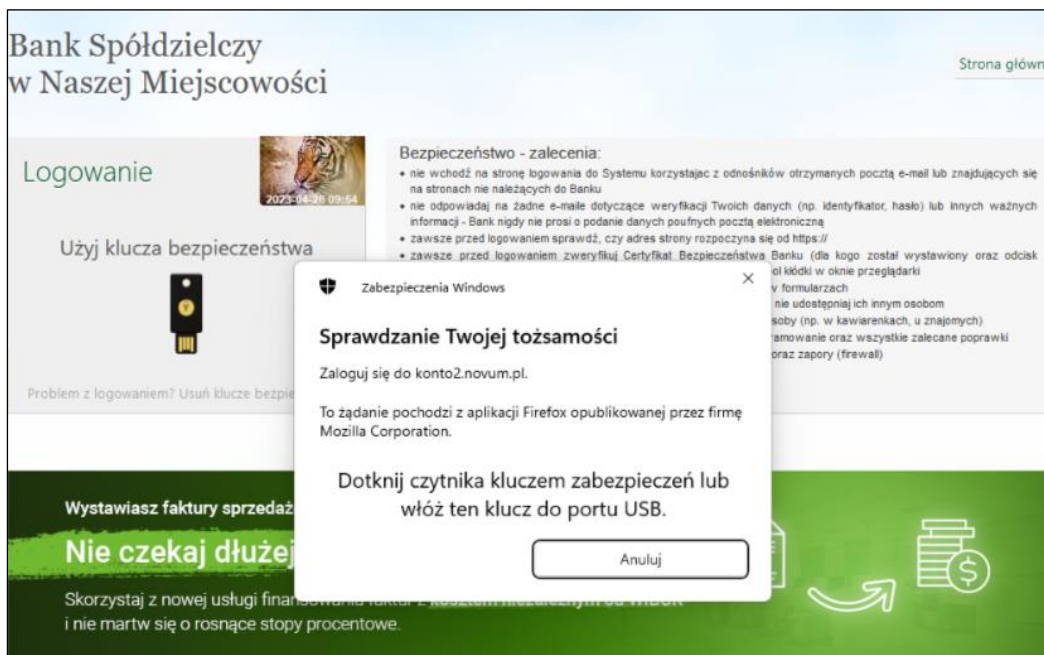 Bank Spółdzielczy
w Naszej Miejscowości
Strona główn
Logowanie
2023-04-26 09:54
Użyj klucza bezpieczeństwa
Problem z logowaniem? Usuń klucze bezpie
Bezpieczeństwo - zalecenia:
• nie wchodź na stronę logowania do Systemu korzystajac z odnośników otrzymanych pocztą e-mail lub znajdujących się
na stronach nie należących do Banku
• nie odpowiadaj na żadne e-maile dotyczące weryfikacji Twoich danych (np. identyfikator, hasło) lub innych ważnych
informacji - Bank nigdy nie prosi o podanie danych poufnych pocztą elektroniczną
• zawsze przed logowaniem sprawdź, czy adres strony rozpoczyna się od https://
• zawsze przed logowaniem zweryfikuj Certyfikat Bezpieczeństwa Banku (dla kogo został wystawiony oraz odcisk
ol kłódki w oknie przeglądarki
v formularzach
nie udostępniaj ich innym osobom
soby (np. w kawiarenkach, u znajomych)
ramowanie oraz wszystkie zalecane poprawki
oraz zapory (firewall)
Zabezpieczenia Windows
Sprawdzanie Twojej tożsamości
Zaloguj się do konto2.novum.pl.
To żądanie pochodzi z aplikacji Firefox opublikowanej przez firmę
Mozilla Corporation.
Dotknij czytnika kluczem zabezpieczeń lub
włóż ten klucz do portu USB.
Anuluj
Wystawiasz faktury sprzedaż
Nie czekaj dłużej
Skorzystaj z nowej usługi finansowania faktur z kosztem niezależnym od WIBOR
i nie martw się o rosnące stopy procentowe.